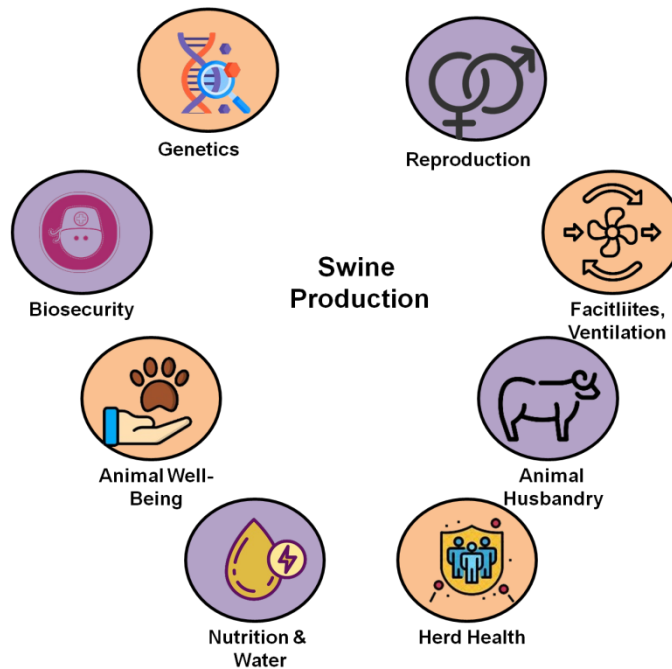 Genetics
Reproduction
Biosecurity
Swine
Production
Facitliites,
Ventilation
Animal Well-
Being
Animal
Husbandry
Nutrition &
Water
Herd Health